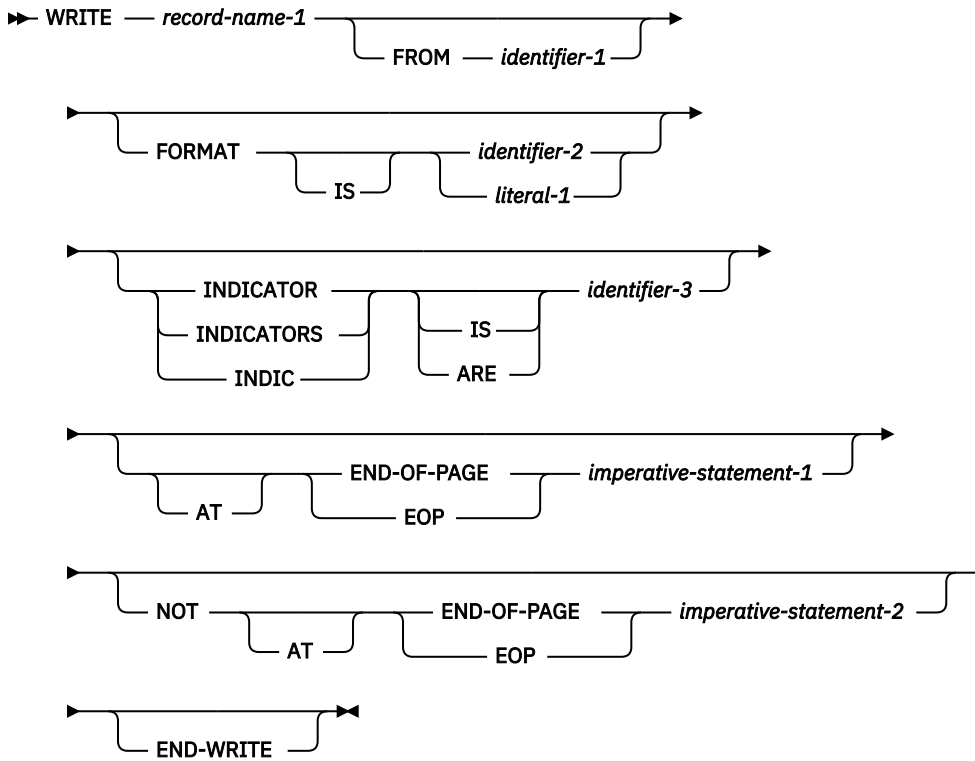 WRITE record-name-1
FROM identifier-1
FORMAT identifier-2
IS literal-1
INDICATOR identifier-3
INDICATORS IS
INDIC ARE
END-OF-PAGE imperative-statement-1
AT EOP
NOT END-OF-PAGE imperative-statement-2
AT EOP
END-WRITE